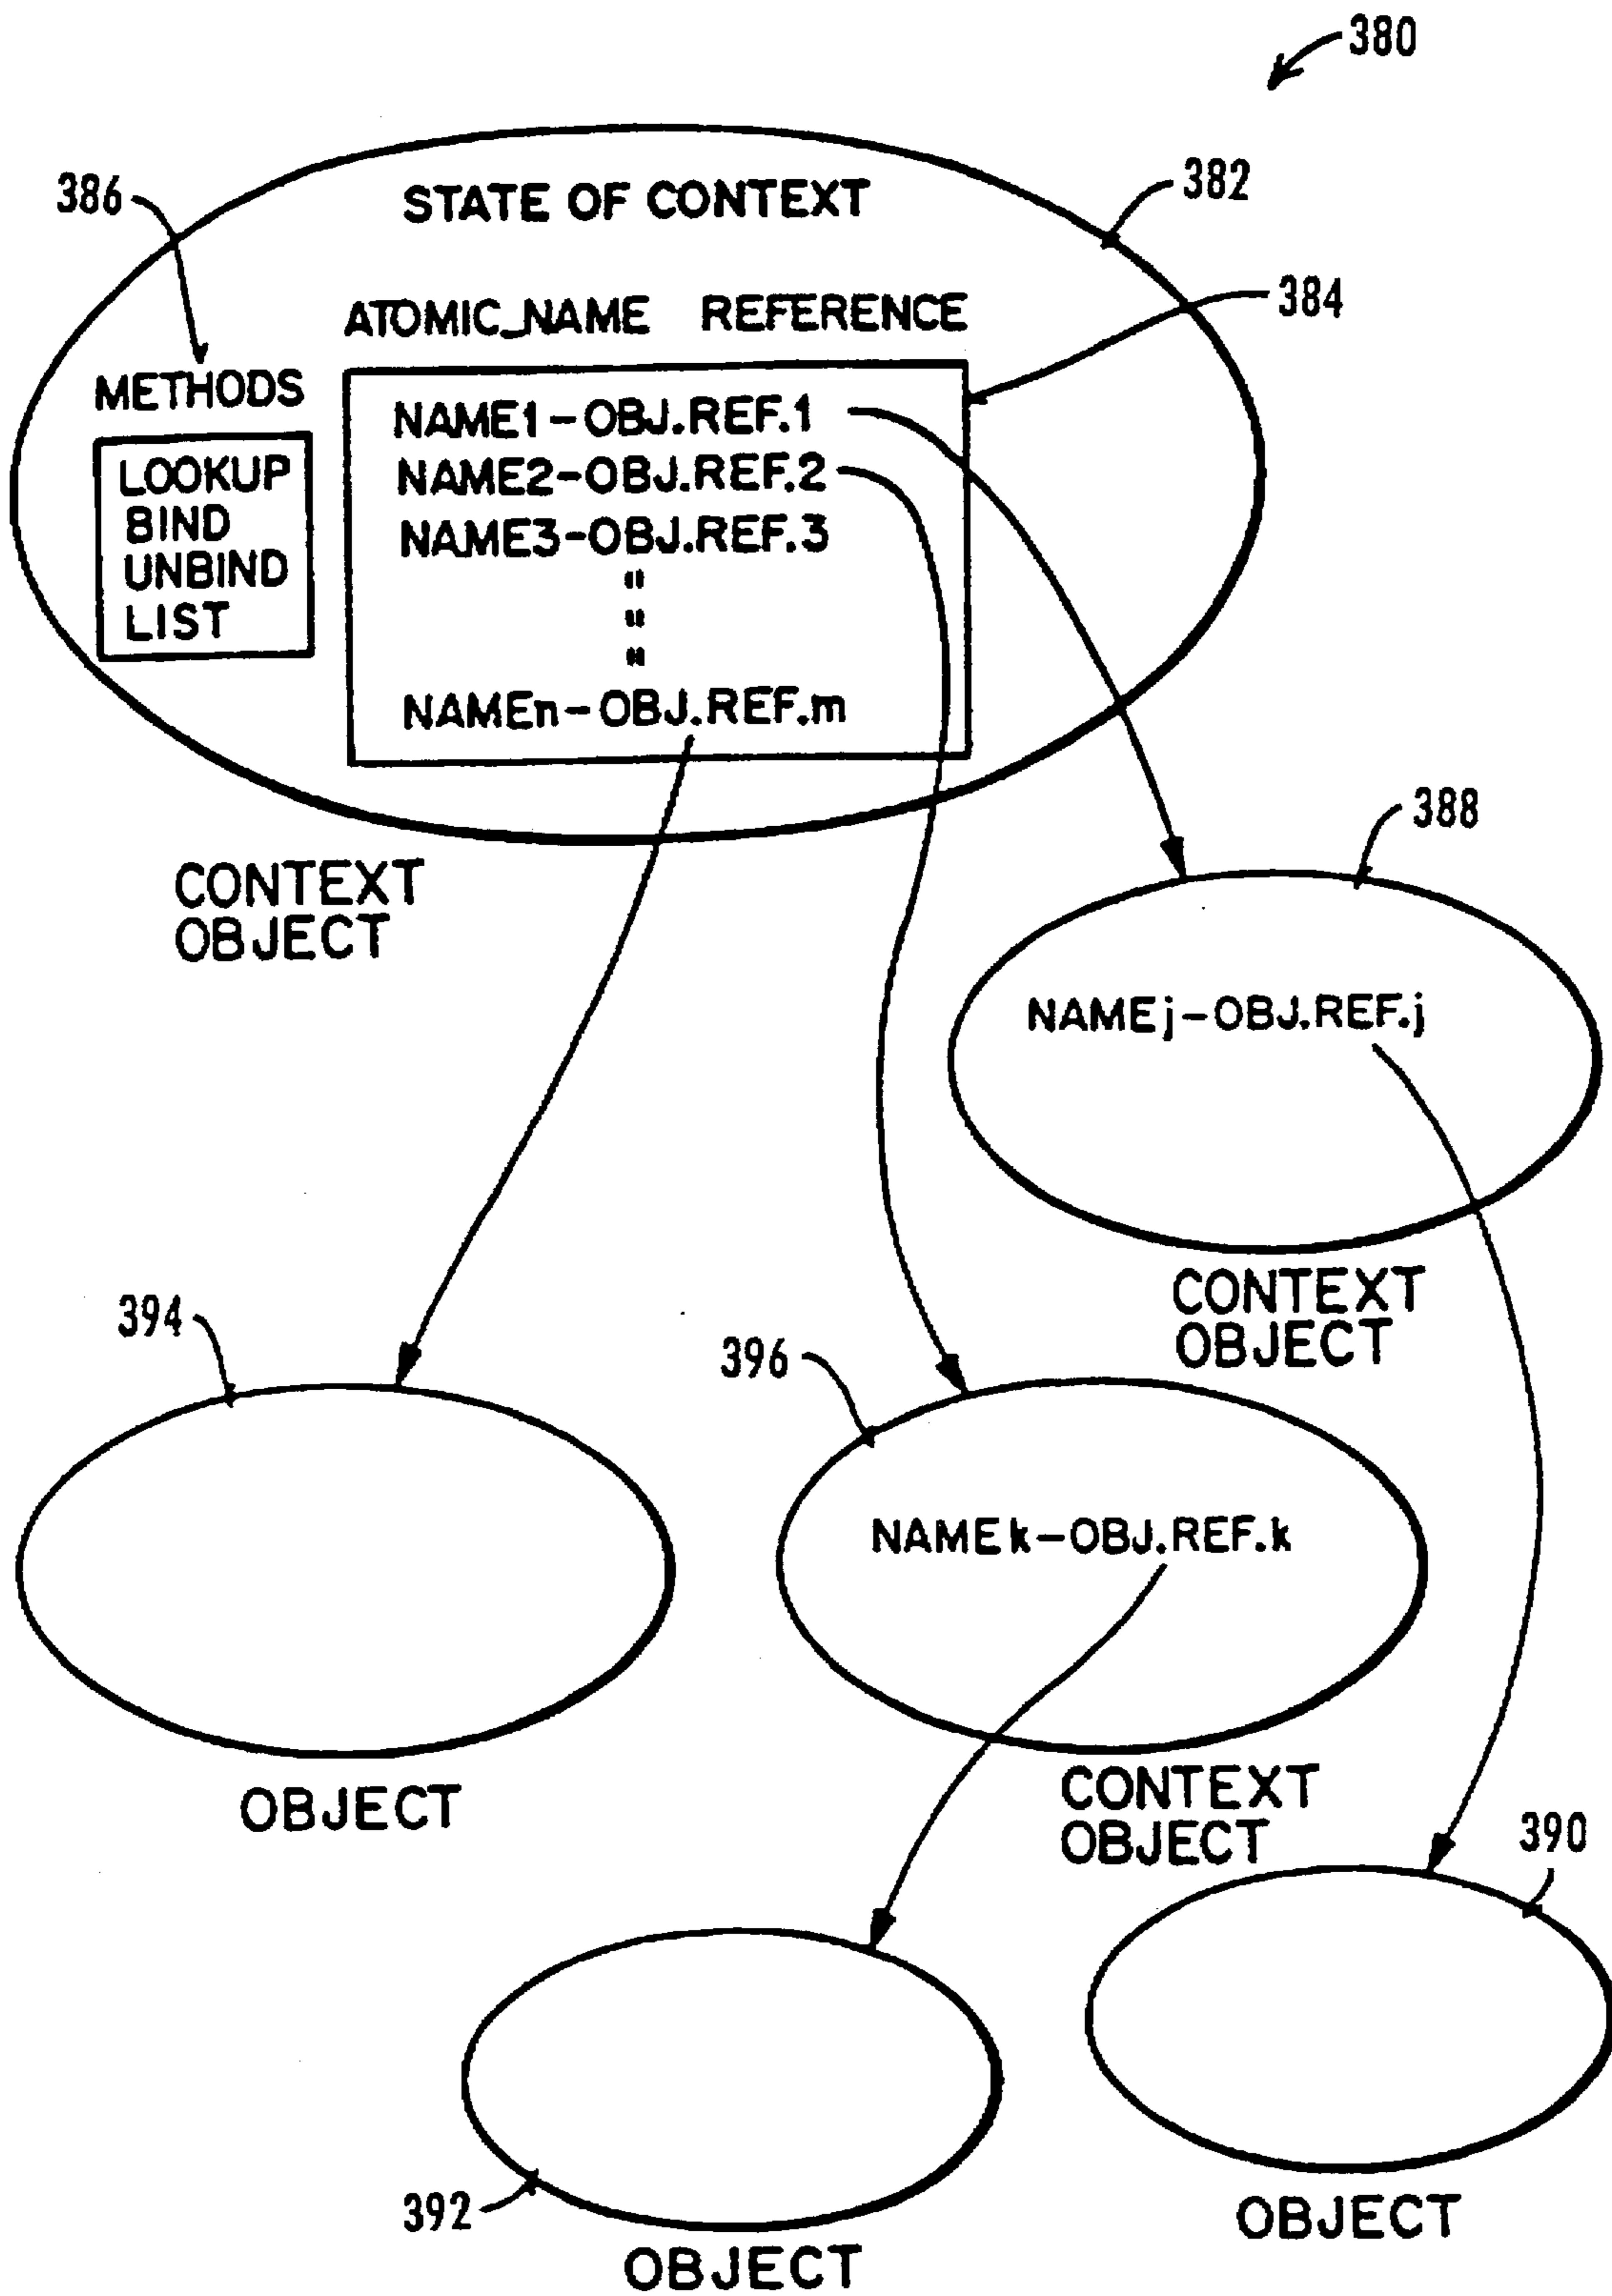 380
386
STATE OF CONTEXT
382
ATOMIC_NAME REFERENCE
384
METHODS
LOOKUP
BIND
UNBIND
LIST
NAME1-OBJ.REF.1
NAME2-OBJ.REF.2
NAME3-OBJ.REF.3
"
"
"
NAMEn-OBJ.REF.m
CONTEXT
OBJECT
388
NAMEj-OBJ.REF.j
CONTEXT
OBJECT
394
OBJECT
396
NAMEk-OBJ.REF.k
CONTEXT
OBJECT
390
OBJECT
392
OBJECT